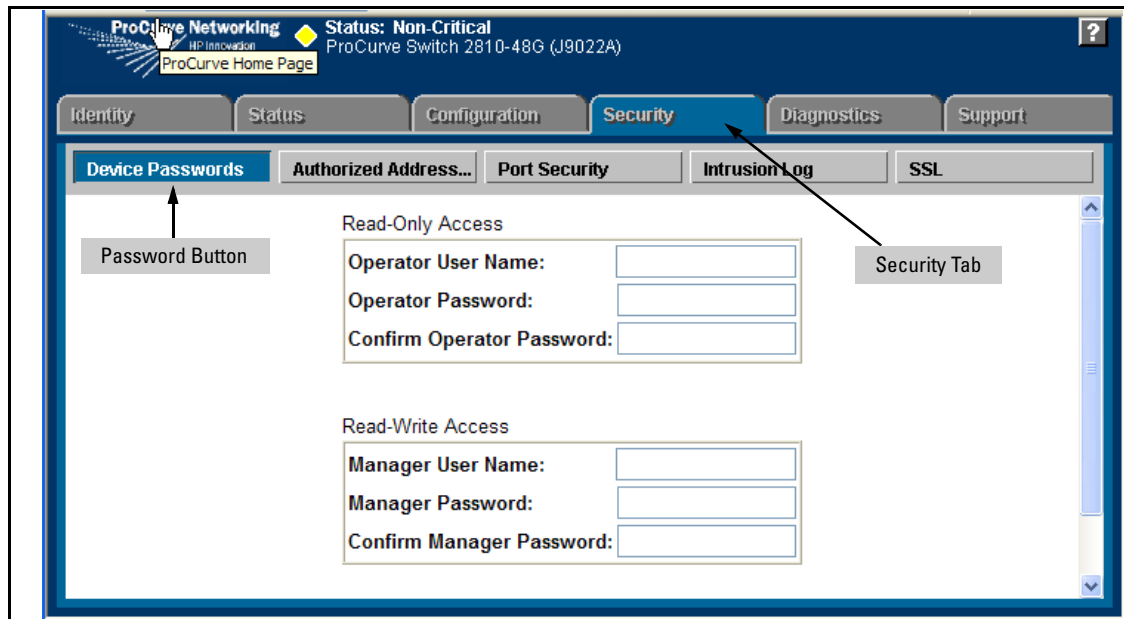 ProCurve Networking
HP Innovation
Status: Non-Critical
ProCurve Switch 2810-48G (J9022A)
?
ProCurve Home Page
Identity
Status
Configuration
Security
Diagnostics
Support
Device Passwords
Authorized Address...
Port Security
Intrusion Log
SSL
Password Button
Security Tab
Read-Only Access
Operator User Name:
Operator Password:
Confirm Operator Password:
Read-Write Access
Manager User Name:
Manager Password:
Confirm Manager Password: